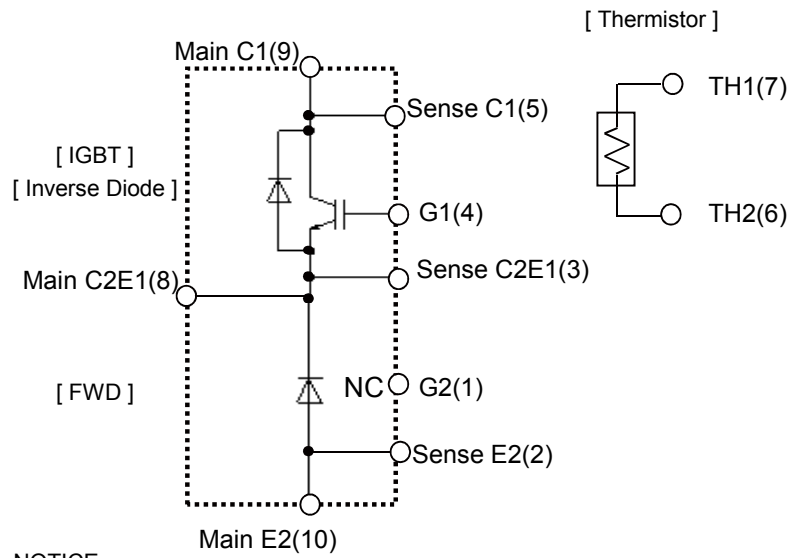 [ Thermistor ]
Main C1(9)
TH1(7)
Sense C1(5)
[ IGBT ]
[ Inverse Diode ]
G1(4)
TH2(6)
Sense C2E1(3)
Main C2E1(8)
[ FWD ]
NC
G2(1)
Sense E2(2)
Main E2(10)
NOTICE